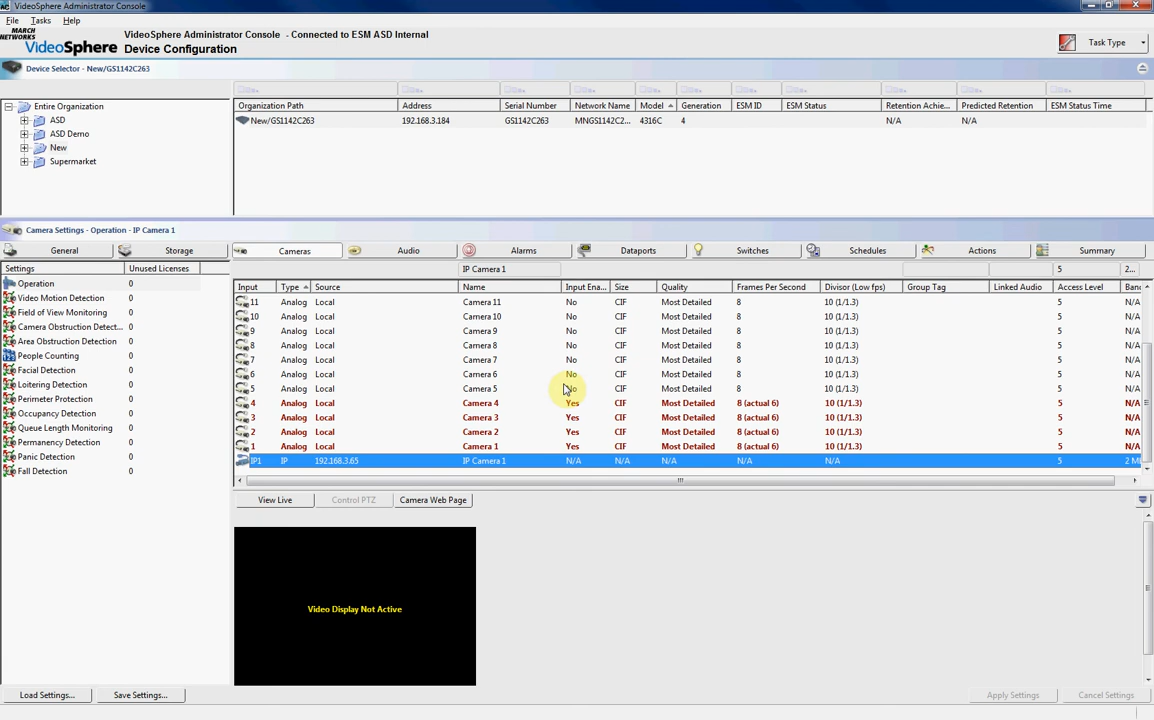 VideoSphere Administrator Console
File Tasks Help
MARCH NETWORKS VideoSphere
VideoSphere Administrator Console - Connected to ESM ASD Internal
Device Configuration
Task Type
Device Selector - New/GS1142C263
Entire Organization
ASD
ASD Demo
New
Supermarket
Organization Path Address Serial Number Network Name Model Generation ESM ID ESM Status Retention Achie... Predicted Retention ESM Status Time
New/GS1142C263 192.168.3.184 GS1142C263 MNGS1142C2... 4316C 4 N/A N/A
Camera Settings - Operation - IP Camera 1
General Storage Cameras Audio Alarms Dataports Switches Schedules Actions Summary
Settings Unused Licenses
Operation 0
Video Motion Detection 0
Field of View Monitoring 0
Camera Obstruction Detect... 0
Area Obstruction Detection 0
People Counting 0
Facial Detection 0
Loitering Detection 0
Perimeter Protection 0
Occupancy Detection 0
Queue Length Monitoring 0
Permanency Detection 0
Panic Detection 0
Fall Detection 0
IP Camera 1 5 2...
Input Type Source Name Input Ena... Size Quality Frames Per Second Divisor (Low fps) Group Tag Linked Audio Access Level Band
11 Analog Local Camera 11 No CIF Most Detailed 8 10 (1/1.3) 5 N/A
10 Analog Local Camera 10 No CIF Most Detailed 8 10 (1/1.3) 5 N/A
9 Analog Local Camera 9 No CIF Most Detailed 8 10 (1/1.3) 5 N/A
8 Analog Local Camera 8 No CIF Most Detailed 8 10 (1/1.3) 5 N/A
7 Analog Local Camera 7 No CIF Most Detailed 8 10 (1/1.3) 5 N/A
6 Analog Local Camera 6 No CIF Most Detailed 8 10 (1/1.3) 5 N/A
5 Analog Local Camera 5 No CIF Most Detailed 8 10 (1/1.3) 5 N/A
4 Analog Local Camera 4 Yes CIF Most Detailed 8 (actual 6) 10 (1/1.3) 5 N/A
3 Analog Local Camera 3 Yes CIF Most Detailed 8 (actual 6) 10 (1/1.3) 5 N/A
2 Analog Local Camera 2 Yes CIF Most Detailed 8 (actual 6) 10 (1/1.3) 5 N/A
1 Analog Local Camera 1 Yes CIF Most Detailed 8 (actual 6) 10 (1/1.3) 5 N/A
IP1 IP 192.168.3.65 IP Camera 1 N/A N/A N/A N/A N/A 5 2 M
View Live Control PTZ Camera Web Page
Video Display Not Active
Load Settings... Save Settings... Apply Settings Cancel Settings